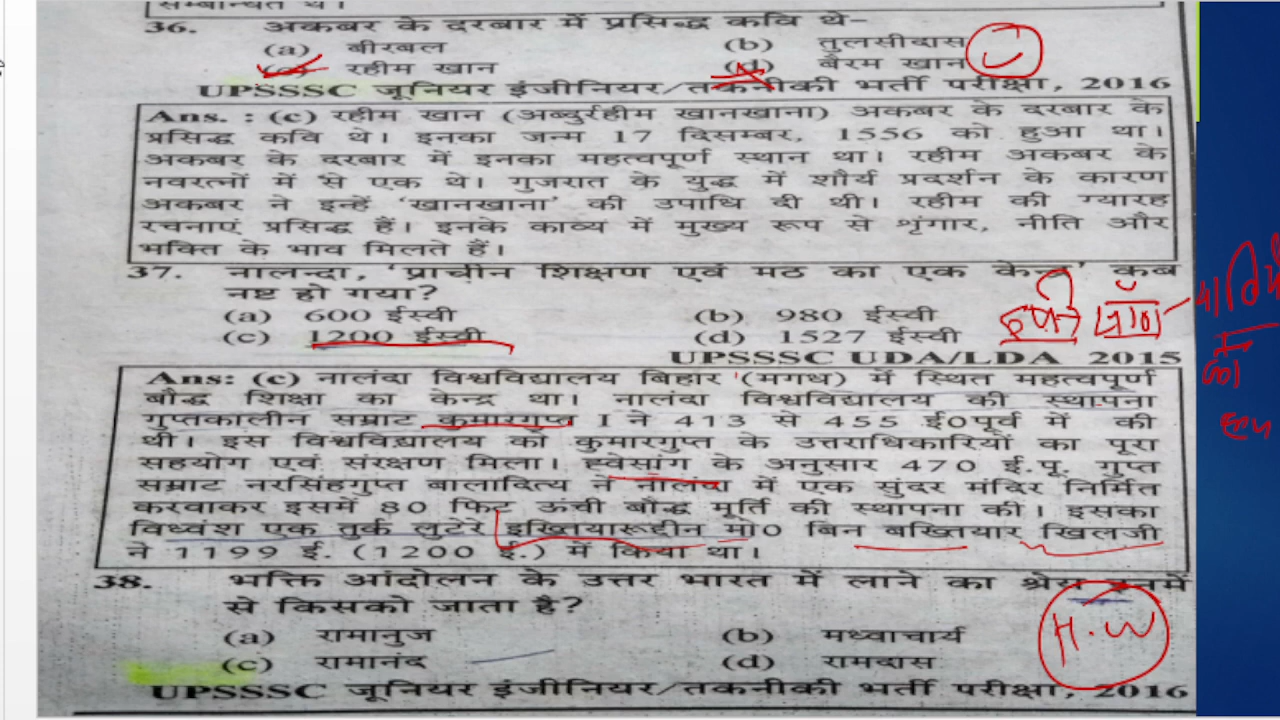 सम्बान्धत थे।
36. अकबर के दरबार में प्रसिद्ध कवि थे–
(a) बीरबल (b) तुलसीदास
(c) रहीम खान (d) बैरम खान
UPSSSC जूनियर इंजीनियर/तकनीकी भर्ती परीक्षा, 2016
Ans. : (c) रहीम खान (अब्दुर्रहीम खानखाना) अकबर के दरबार के
प्रसिद्ध कवि थे। इनका जन्म 17 दिसम्बर, 1556 को हुआ था।
अकबर के दरबार में इनका महत्वपूर्ण स्थान था। रहीम अकबर के
नवरत्नों में से एक थे। गुजरात के युद्ध में शौर्य प्रदर्शन के कारण
अकबर ने इन्हें 'खानखाना' की उपाधि दी थी। रहीम की ग्यारह
रचनाएं प्रसिद्ध हैं। इनके काव्य में मुख्य रूप से शृंगार, नीति और
भक्ति के भाव मिलते हैं।
37. नालन्दा, 'प्राचीन शिक्षण एवं मठ का एक केन्द्र' कब
नष्ट हो गया?
(a) 600 ईस्वी (b) 980 ईस्वी
(c) 1200 ईस्वी (d) 1527 ईस्वी
UPSSSC UDA/LDA 2015
Ans: (c) नालंदा विश्वविद्यालय बिहार (मगध) में स्थित महत्वपूर्ण
बौद्ध शिक्षा का केन्द्र था। नालंदा विश्वविद्यालय की स्थापना
गुप्तकालीन सम्राट कुमारगुप्त I ने 413 से 455 ई0पूर्व में की
थी। इस विश्वविद्यालय को कुमारगुप्त के उत्तराधिकारियों का पूरा
सहयोग एवं संरक्षण मिला। ह्वेसांग के अनुसार 470 ई.पू. गुप्त
सम्राट नरसिंहगुप्त बालादित्य ने नालंदा में एक सुंदर मंदिर निर्मित
करवाकर इसमें 80 फिट ऊंची बौद्ध मूर्ति की स्थापना की। इसका
विध्वंश एक तुर्क लुटेरे इख्तियारूद्दीन मो0 बिन बख्तियार खिलजी
ने 1199 ई. (1200 ई.) में किया था।
38. भक्ति आंदोलन के उत्तर भारत में लाने का श्रेय इनमें
से किसको जाता है?
H.W
(a) रामानुज (b) मध्वाचार्य
(c) रामानंद (d) रामदास
UPSSSC जूनियर इंजीनियर/तकनीकी भर्ती परीक्षा, 2016